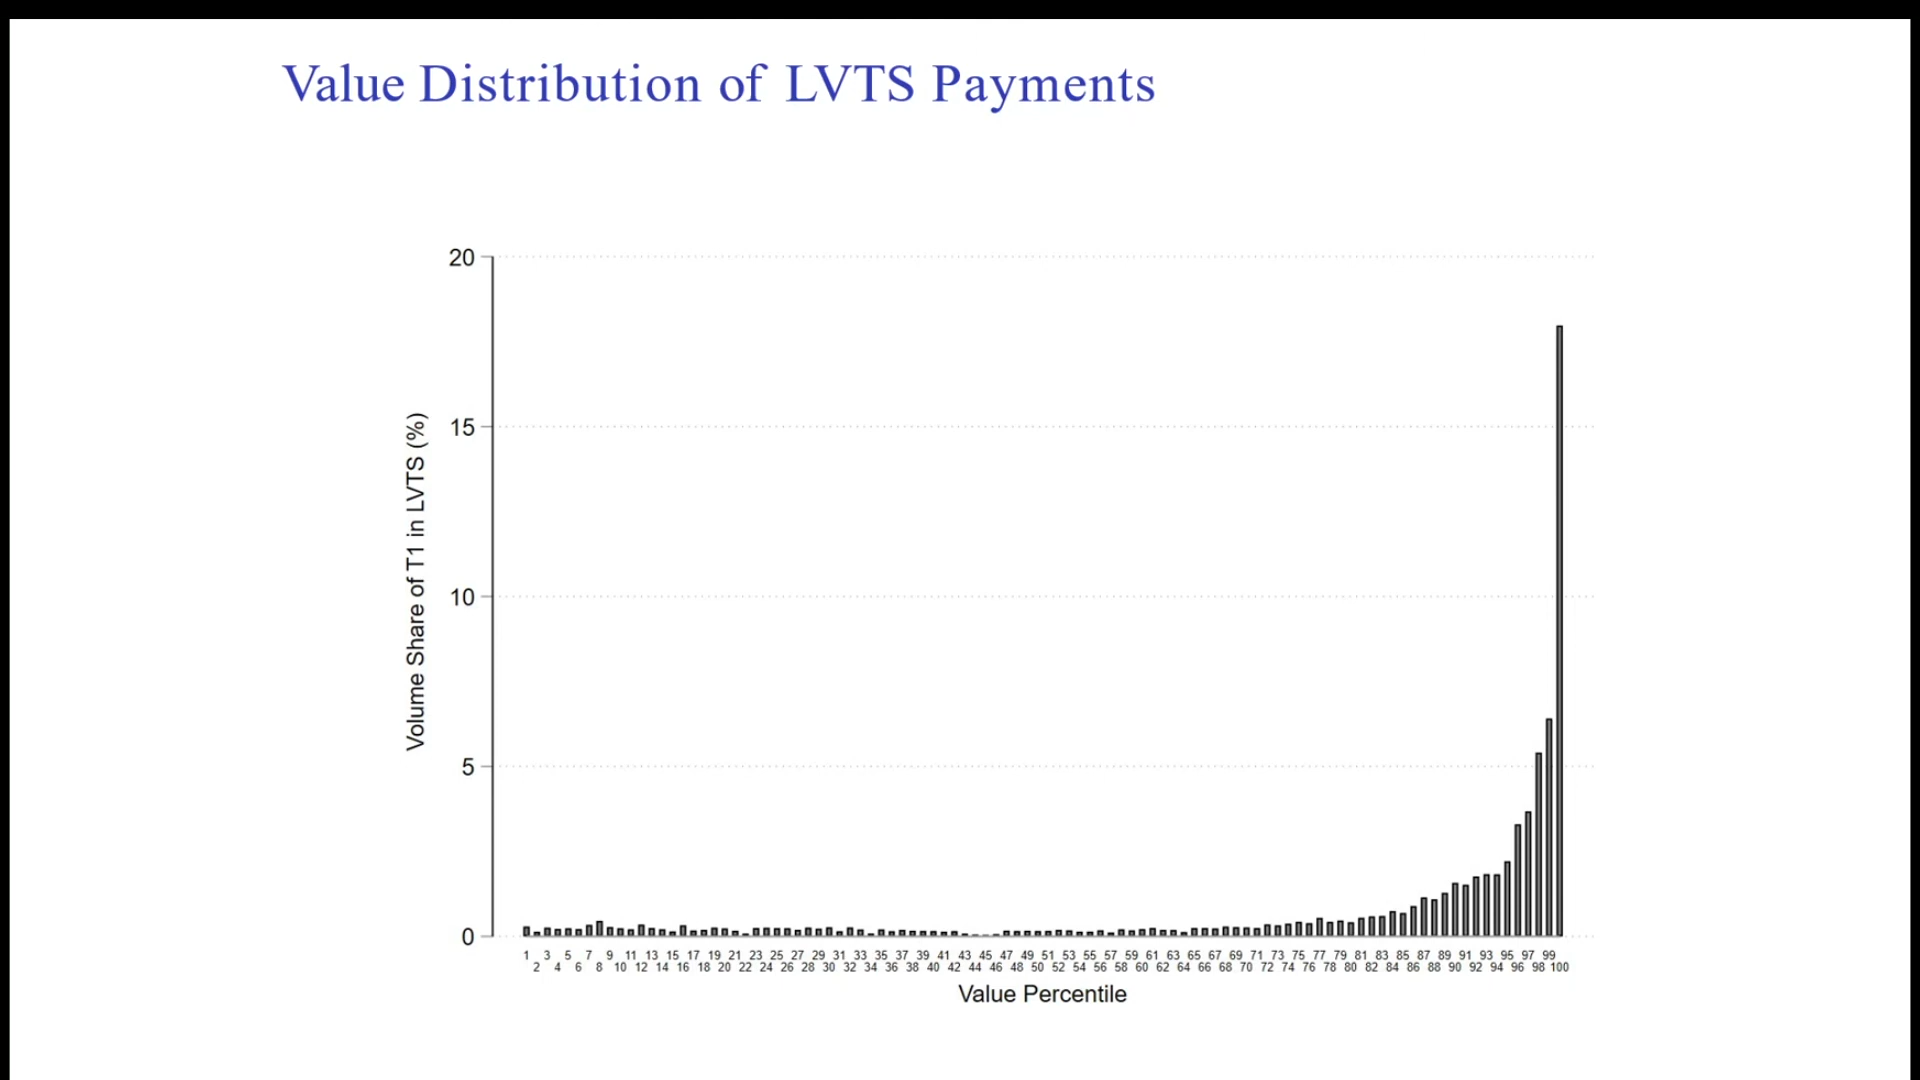 Value Distribution of LVTS Payments
20
15
10
5
0
Volume Share of T1 in LVTS (%)
1 3 5 7 9 11 13 15 17 19 21 23 25 27 29 31 33 35 37 39 41 43 45 47 49 51 53 55 57 59 61 63 65 67 69 71 73 75 77 79 81 83 85 87 89 91 93 95 97 99
2 4 6 8 10 12 14 16 18 20 22 24 26 28 30 32 34 36 38 40 42 44 46 48 50 52 54 56 58 60 62 64 66 68 70 72 74 76 78 80 82 84 86 88 90 92 94 96 98 100
Value Percentile